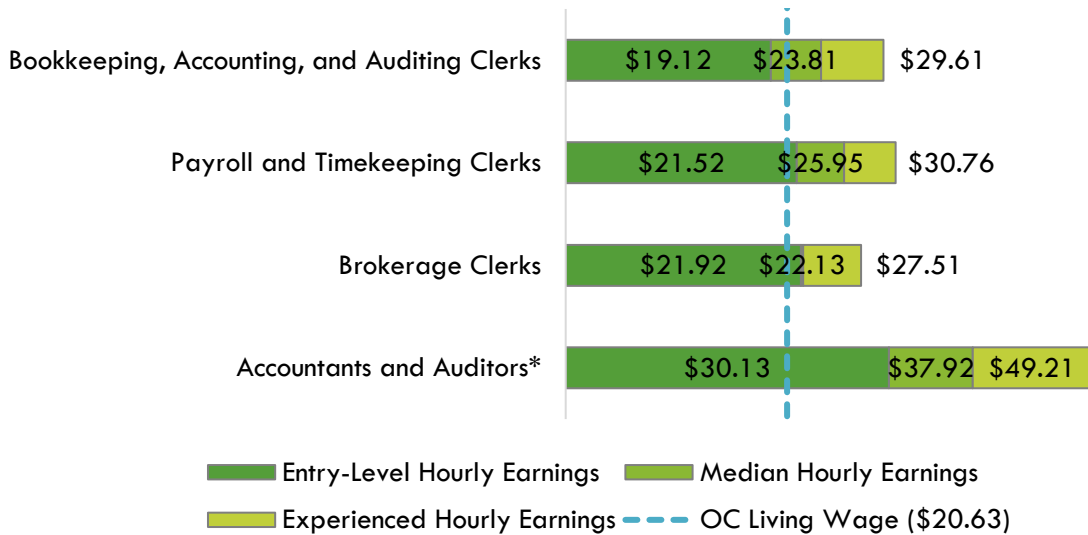 Bookkeeping, Accounting, and Auditing Clerks $19.12 $23.81 $29.61
Payroll and Timekeeping Clerks $21.52 $25.95 $30.76
Brokerage Clerks $21.92 $22.13 $27.51
Accountants and Auditors* $30.13 $37.92 $49.21
Entry-Level Hourly Earnings Median Hourly Earnings
Experienced Hourly Earnings OC Living Wage ($20.63)